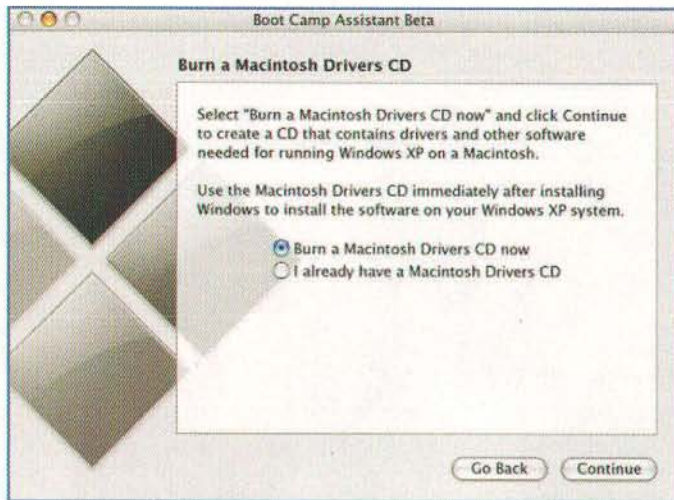 Boot Camp Assistant Beta
Burn a Macintosh Drivers CD
Select "Burn a Macintosh Drivers CD now" and click Continue
to create a CD that contains drivers and other software
needed for running Windows XP on a Macintosh.
Use the Macintosh Drivers CD immediately after installing
Windows to install the software on your Windows XP system.
Burn a Macintosh Drivers CD now
I already have a Macintosh Drivers CD
Go Back
Continue